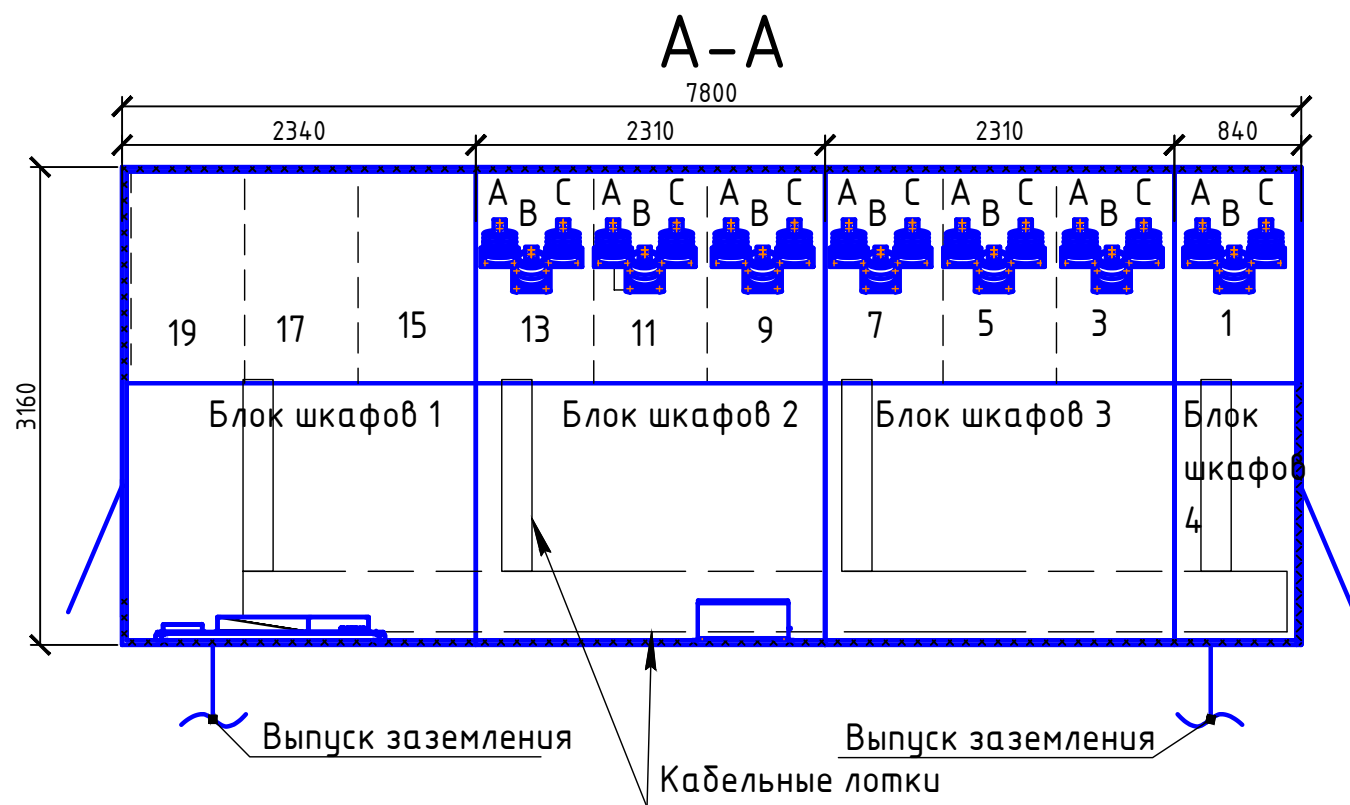 А-А
7800
2340 2310 2310 840
3160
А В С А В С А В С А В С А В С А В С А В С
19 17 15 13 11 9 7 5 3 1
Блок шкафов 1
Блок шкафов 2
Блок шкафов 3
Блок
шкафов
4
Выпуск заземления
Выпуск заземления
Кабельные лотки